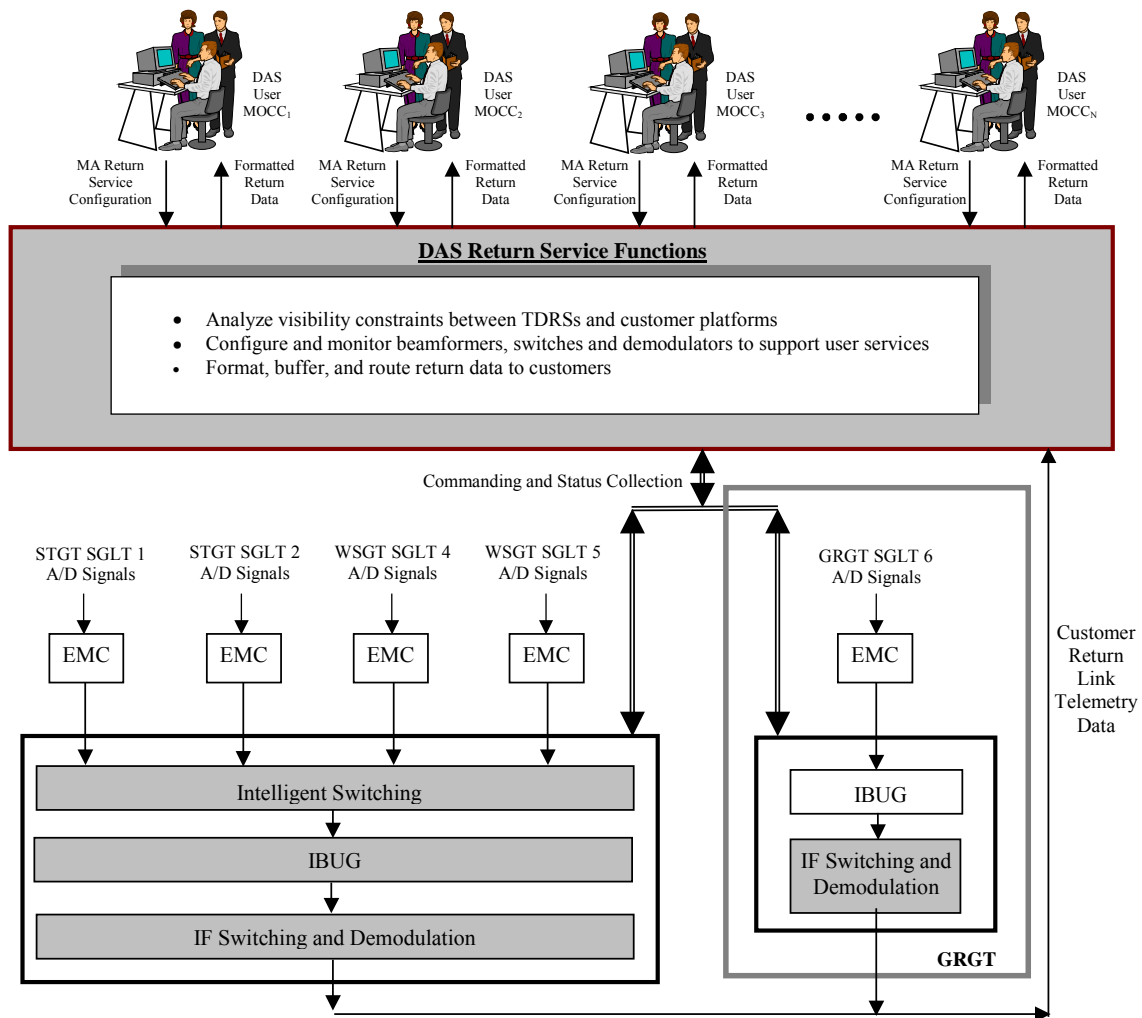 DAS
User
MOCC1
DAS
User
MOCC2
DAS
User
MOCC3
DAS
User
MOCCN
MA Return
Service
Configuration
Formatted
Return
Data
MA Return
Service
Configuration
Formatted
Return
Data
MA Return
Service
Configuration
Formatted
Return
Data
MA Return
Service
Configuration
Formatted
Return
Data
DAS Return Service Functions
• Analyze visibility constraints between TDRSs and customer platforms
• Configure and monitor beamformers, switches and demodulators to support user services
• Format, buffer, and route return data to customers
Commanding and Status Collection
STGT SGLT 1
A/D Signals
STGT SGLT 2
A/D Signals
WSGT SGLT 4
A/D Signals
WSGT SGLT 5
A/D Signals
GRGT SGLT 6
A/D Signals
EMC
EMC
EMC
EMC
EMC
Customer
Return
Link
Telemetry
Data
Intelligent Switching
IBUG
IF Switching and Demodulation
IBUG
IF Switching and
Demodulation
GRGT